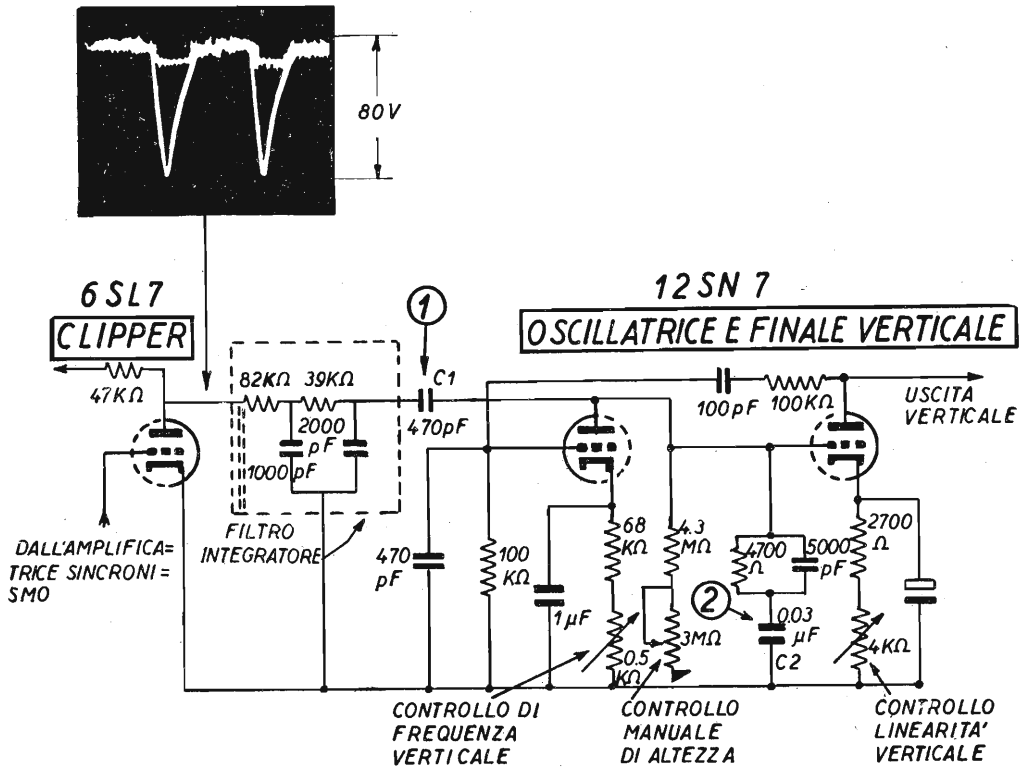 80V
6SL7
CLIPPER
47KΩ
82KΩ
39KΩ
2000
pF
1000pF
FILTRO
INTEGRATORE
1
C1
470pF
12SN7
OSCILLATRICE E FINALE VERTICALE
100pF
100KΩ
USCITA
VERTICALE
DALL'AMPLIFICA=
TRICE SINCRONI=
SMO
470
pF
100
KΩ
1µF
68
KΩ
0.5
KΩ
4.3
MΩ
3MΩ
2
4700
Ω
5000
pF
0.03
µF
C2
2700
Ω
4KΩ
CONTROLLO DI
FREQUENZA
VERTICALE
CONTROLLO
MANUALE
DI ALTEZZA
CONTROLLO
LINEARITA'
VERTICALE